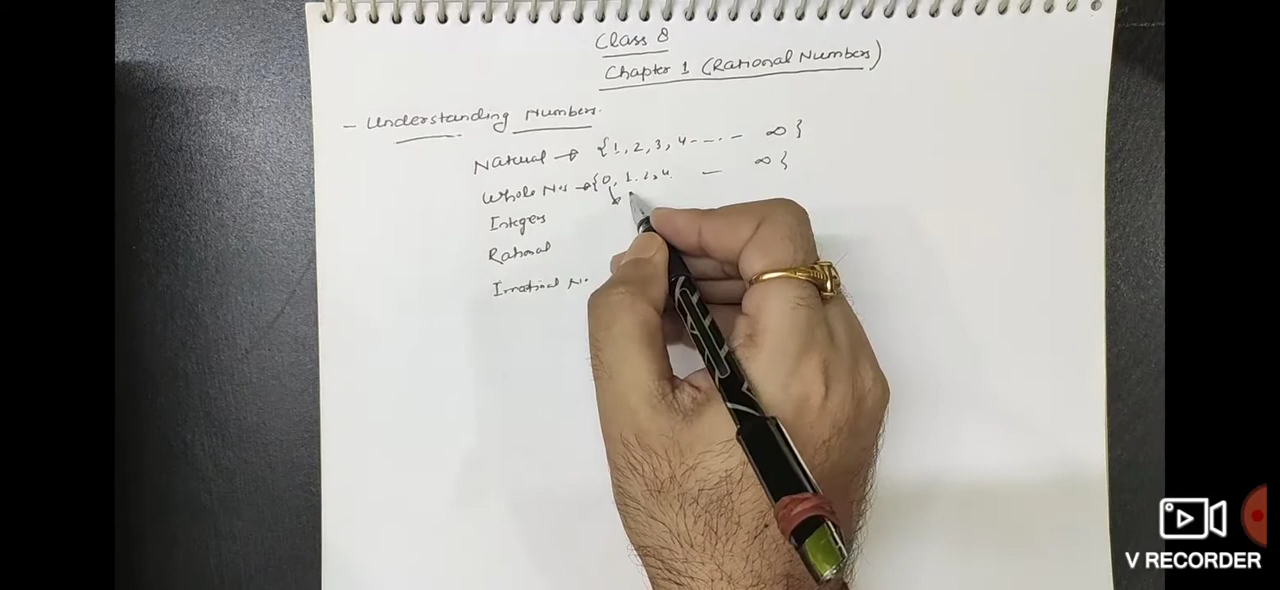 Class 8
Chapter 1 (Rational Numbers)
- Understanding Numbers.
Natural → {1, 2, 3, 4 - - . - ∞ }
Whole Nos → {0, 1. 2, 4. — ∞ }
Integers
Rational
Irrational No.
V RECORDER